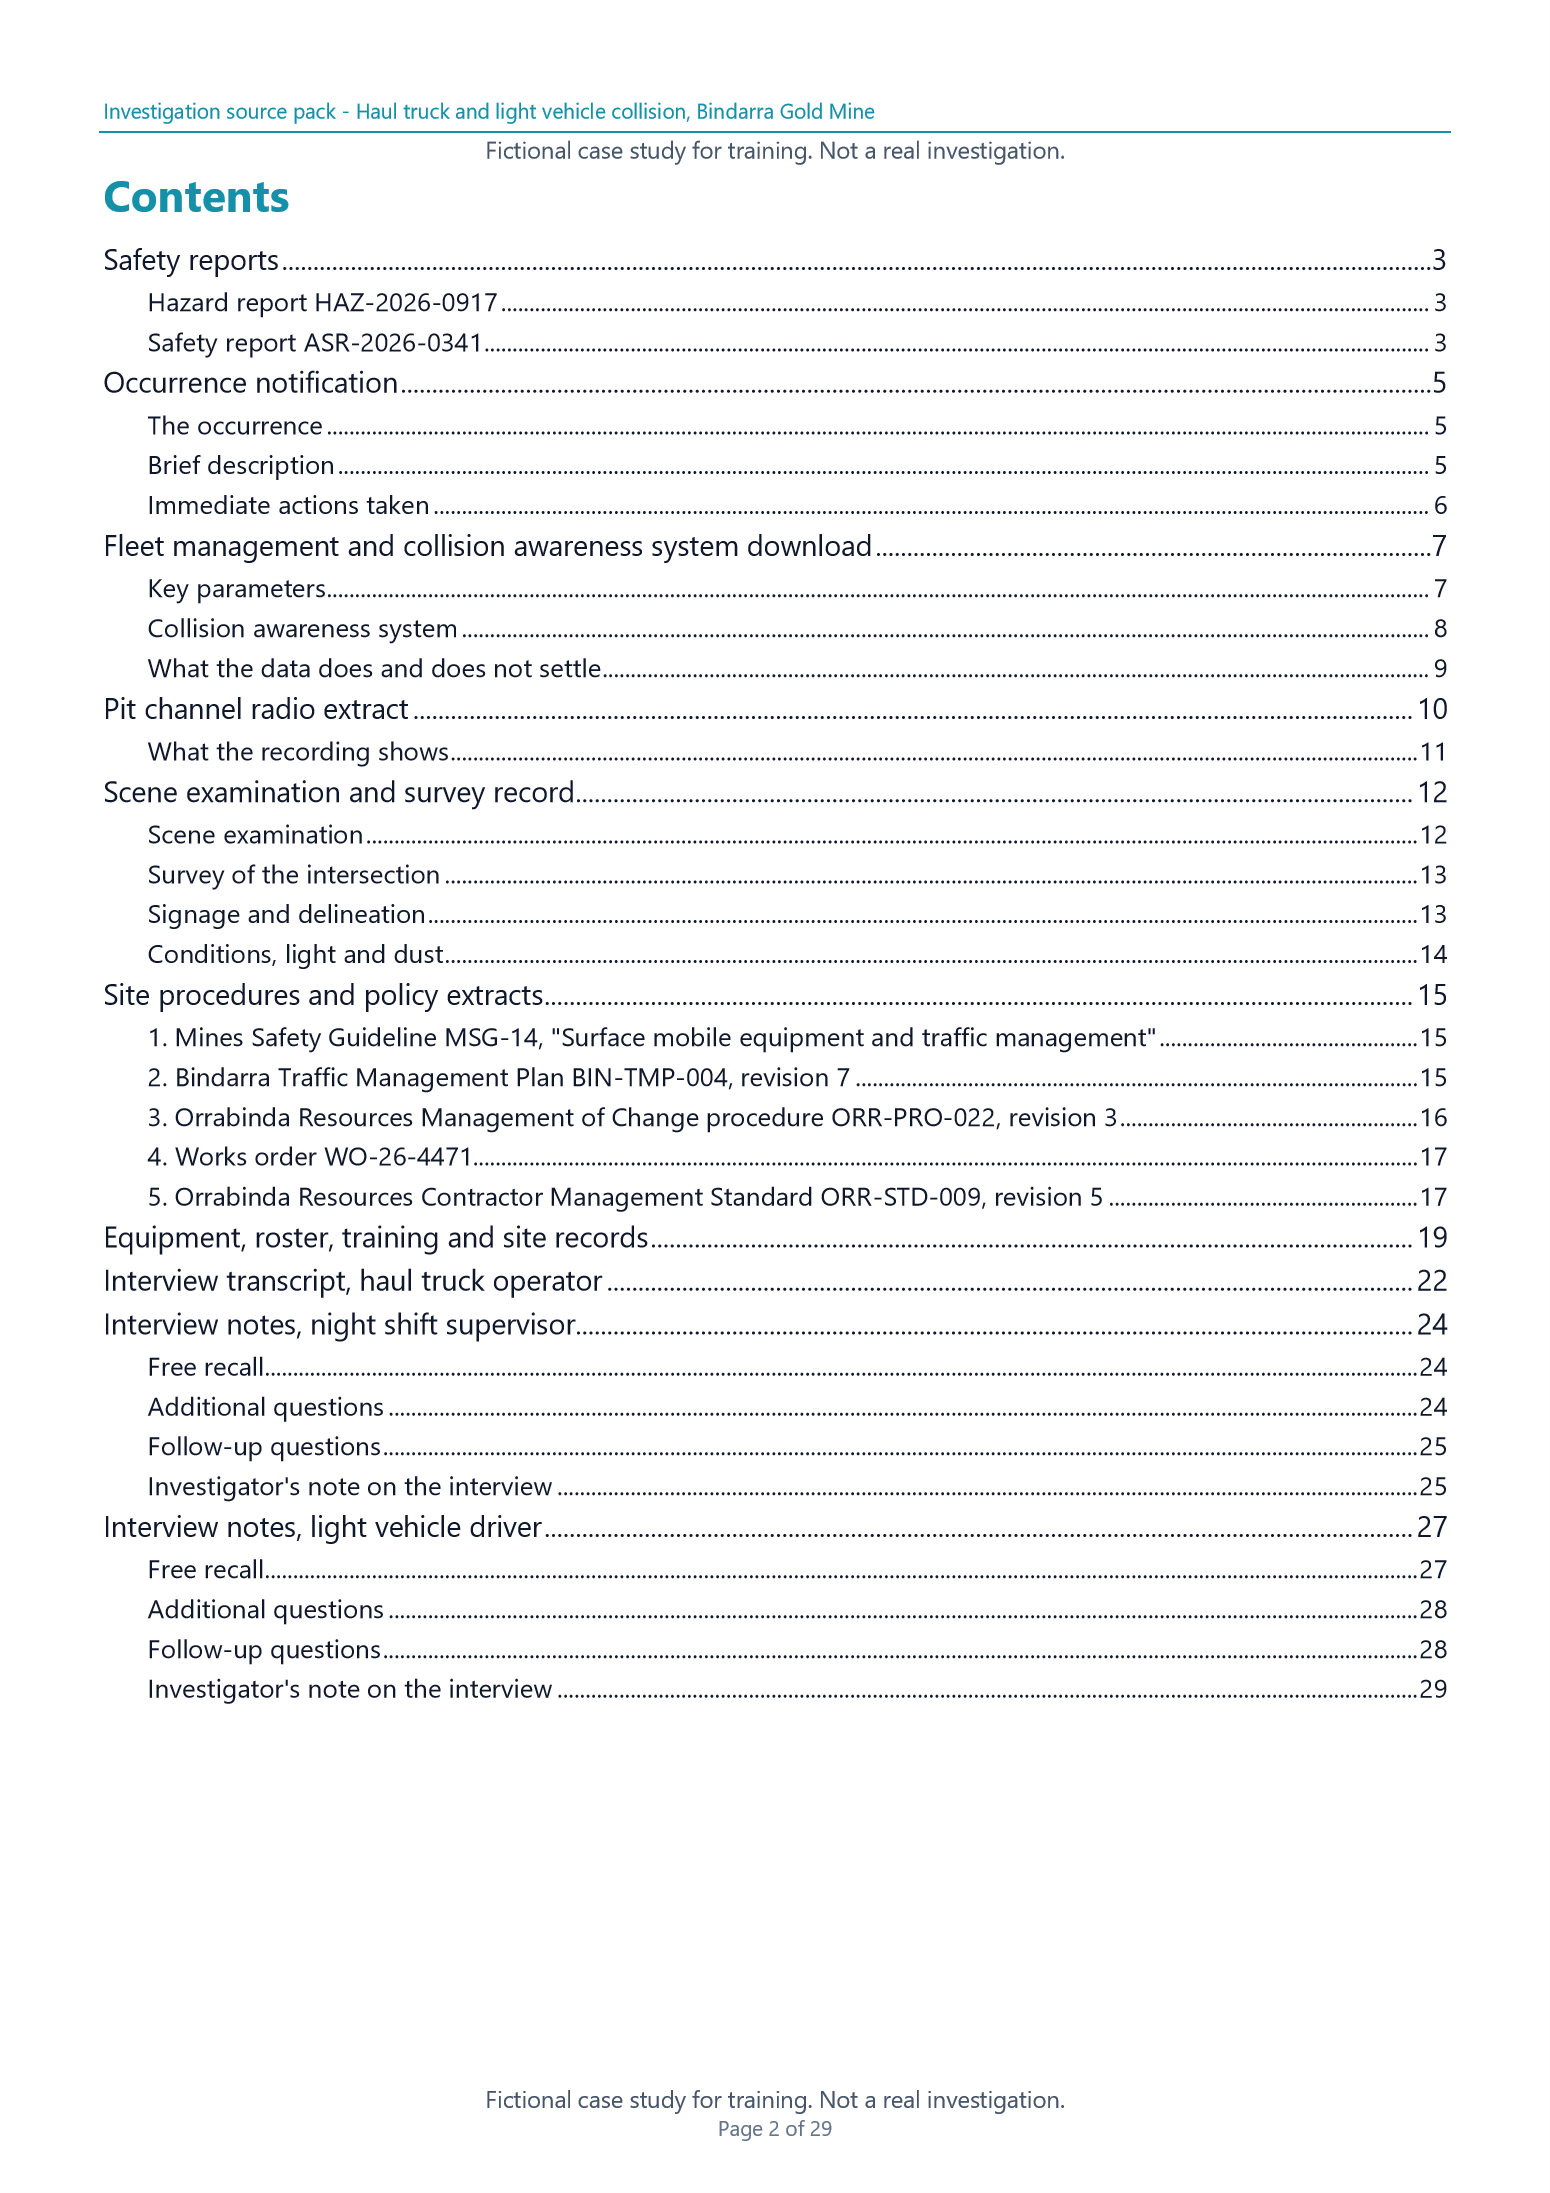 Investigation source pack - Haul truck and light vehicle collision, Bindarra Gold Mine
Fictional case study for training. Not a real investigation.
Contents
Safety reports 3
Hazard report HAZ-2026-0917 3
Safety report ASR-2026-0341 3
Occurrence notification 5
The occurrence 5
Brief description 5
Immediate actions taken 6
Fleet management and collision awareness system download 7
Key parameters 7
Collision awareness system 8
What the data does and does not settle 9
Pit channel radio extract 10
What the recording shows 11
Scene examination and survey record 12
Scene examination 12
Survey of the intersection 13
Signage and delineation 13
Conditions, light and dust 14
Site procedures and policy extracts 15
1. Mines Safety Guideline MSG-14, "Surface mobile equipment and traffic management" 15
2. Bindarra Traffic Management Plan BIN-TMP-004, revision 7 15
3. Orrabinda Resources Management of Change procedure ORR-PRO-022, revision 3 16
4. Works order WO-26-4471 17
5. Orrabinda Resources Contractor Management Standard ORR-STD-009, revision 5 17
Equipment, roster, training and site records 19
Interview transcript, haul truck operator 22
Interview notes, night shift supervisor 24
Free recall 24
Additional questions 24
Follow-up questions 25
Investigator's note on the interview 25
Interview notes, light vehicle driver 27
Free recall 27
Additional questions 28
Follow-up questions 28
Investigator's note on the interview 29
Fictional case study for training. Not a real investigation.
Page 2 of 29